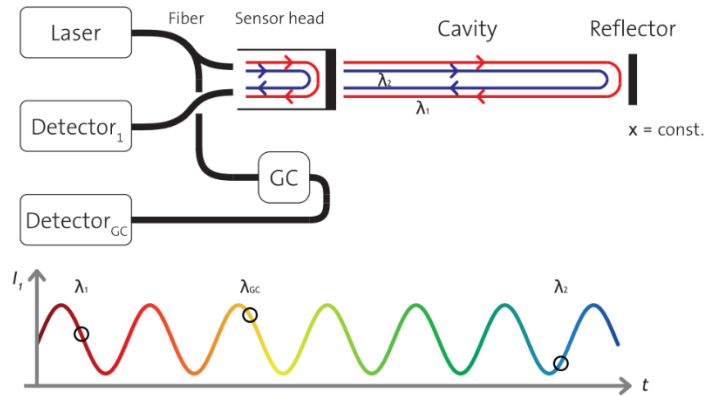 Laser
Fiber
Sensor head
Cavity
Reflector
λ₂
λ₁
Detector₁
x = const.
GC
Detector_GC
I₁
λ₁
λ_GC
λ₂
t